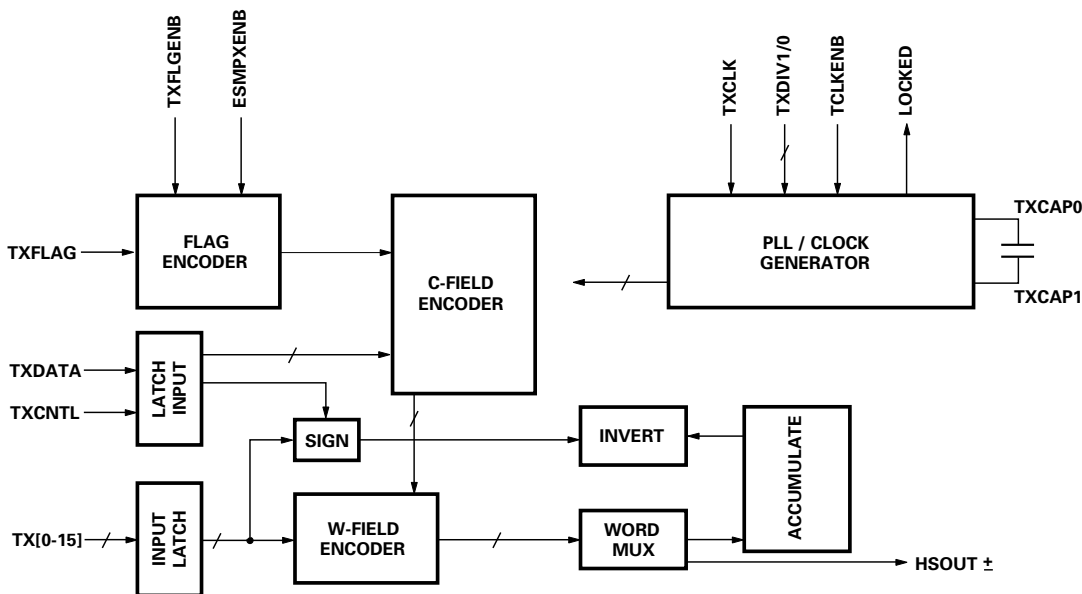 TXFLGENB
ESMPXENB
TXCLK
TXDIV1/0
TCLKENB
LOCKED
TXFLAG
FLAG
ENCODER
C-FIELD
ENCODER
PLL / CLOCK
GENERATOR
TXCAP0
TXCAP1
TXDATA
TXCNTL
LATCH
INPUT
SIGN
INVERT
ACCUMULATE
TX[0-15]
INPUT
LATCH
W-FIELD
ENCODER
WORD
MUX
HSOUT ±